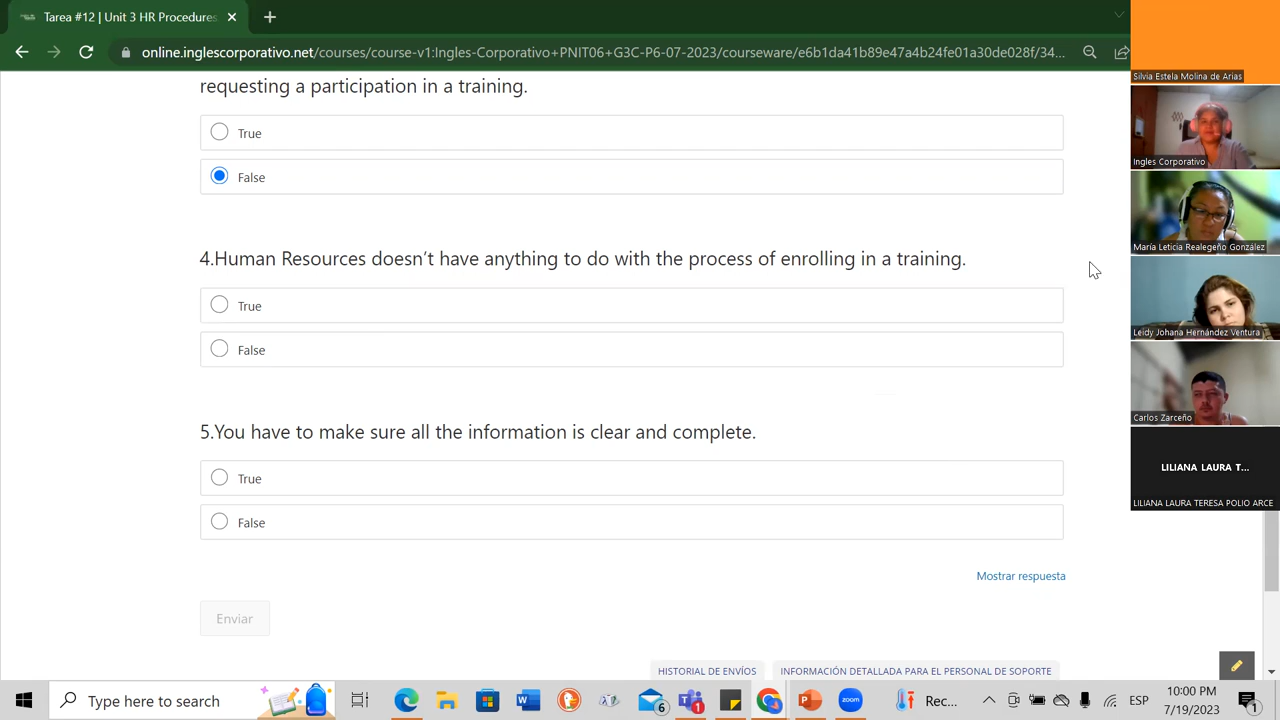 Tarea #12 | Unit 3 HR Procedures
online.inglescorporativo.net/courses/course-v1:Ingles-Corporativo+PNIT06+G3C-P6-07-2023/courseware/e6b1da41b89e47a4b24fe01a30de028f/34...
requesting a participation in a training.
True
False
4.Human Resources doesn’t have anything to do with the process of enrolling in a training.
True
False
5.You have to make sure all the information is clear and complete.
True
False
Mostrar respuesta
Enviar
HISTORIAL DE ENVÍOS
INFORMACIÓN DETALLADA PARA EL PERSONAL DE SOPORTE
Silvia Estela Molina de Arias
Ingles Corporativo
María Leticia Realegeño González
Leidy Johana Hernández Ventura
Carlos Zarceño
LILIANA LAURA T...
LILIANA LAURA TERESA POLIO ARCE
Type here to search
6
1
zoom
Rec...
ESP
10:00 PM
7/19/2023
1